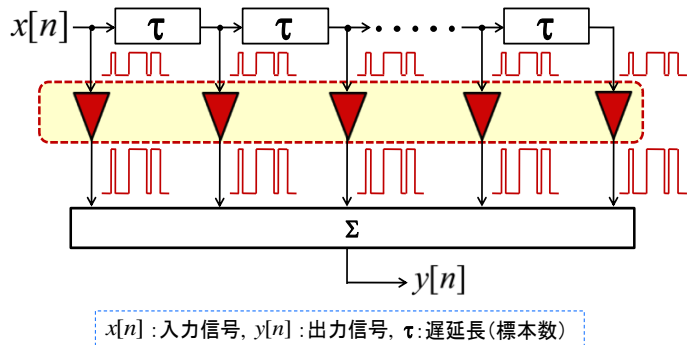 x[n] τ τ τ
Σ
y[n]
x[n] :入力信号, y[n] :出力信号, τ:遅延長(標本数)